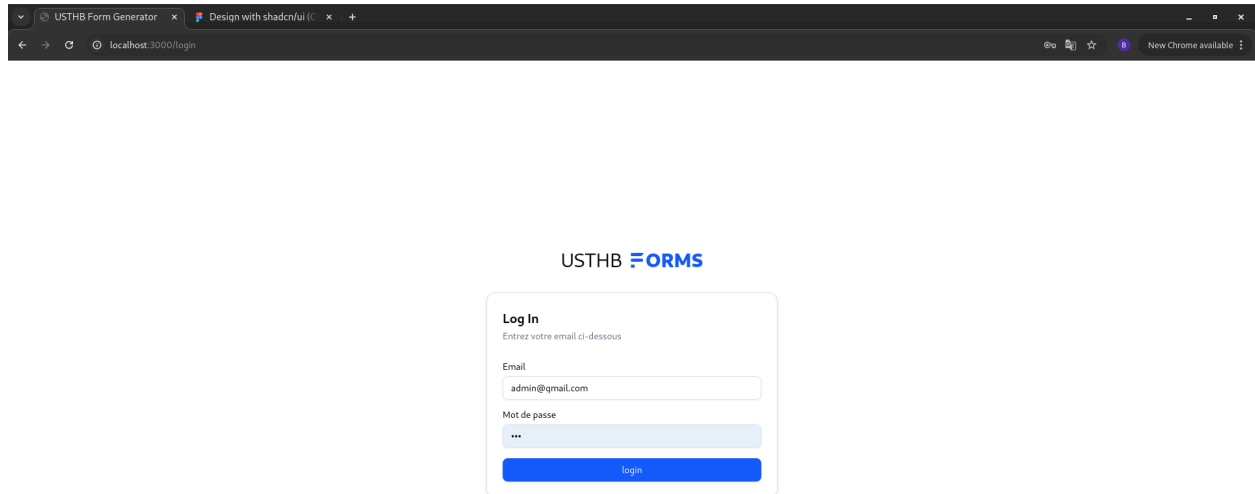 USTHB Form Generator
Design with shadcn/ui (C
localhost:3000/login
B
New Chrome available
USTHB FORMS
Log In
Entrez votre email ci-dessous
Email
admin@gmail.com
Mot de passe
•••
login